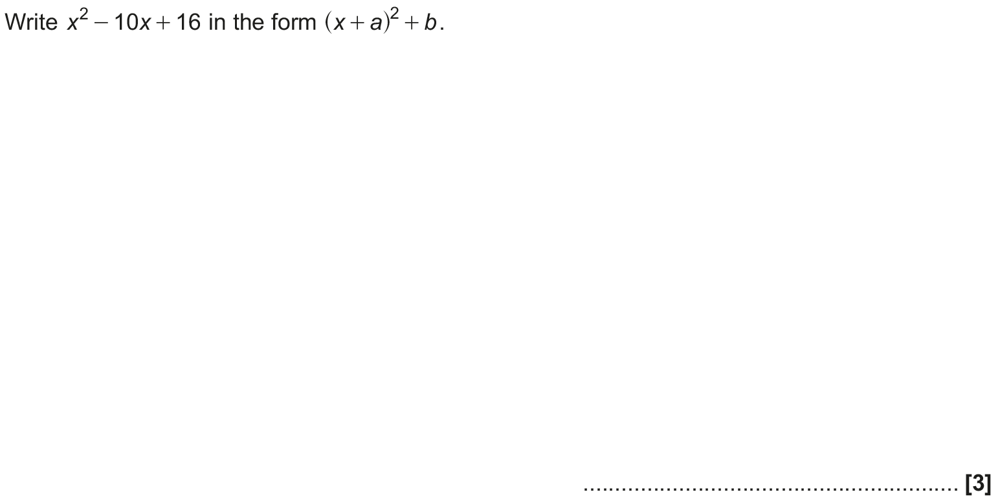 Write x² − 10x + 16 in the form (x + a)² + b.
........................................................... [3]